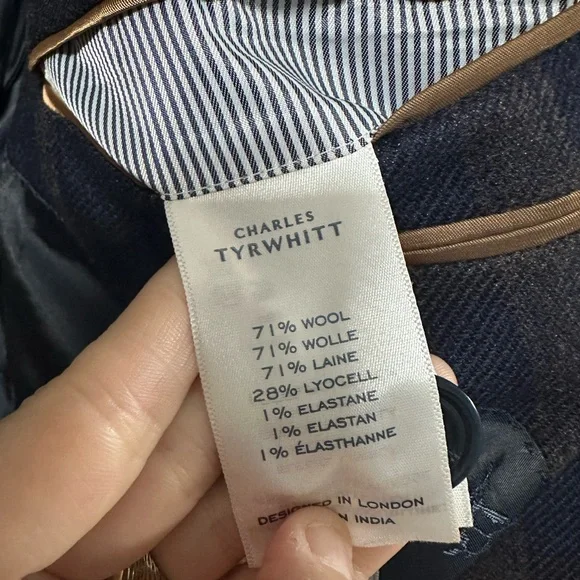 CHARLES
TYRWHITT
71% WOOL
71% WOLLE
71% LAINE
28% LYOCELL
1% ELASTANE
1% ELASTAN
1% ÉLASTHANNE
DESIGNED IN LONDON
IN INDIA